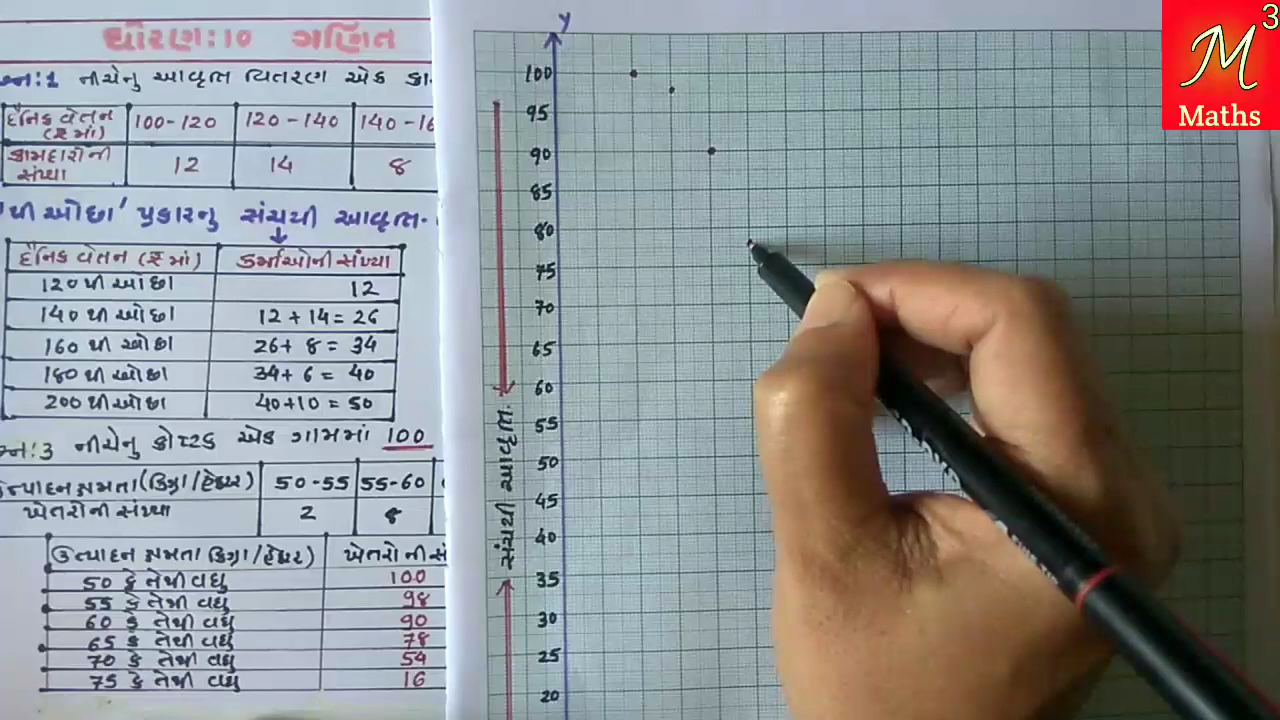 ધોરણ:10 ગણિત
પ્રશ્ન:1 નીચેનુ આવૃત્તિ વિતરણ એક કા
દૈનિક વેતન (₹ માં) 100-120 120-140 140-16
કામદારોની સંખ્યા 12 14 8
'થી ઓછા' પ્રકારનુ સંચયી આવૃત્તિ-
દૈનિક વેતન (₹ માં) કર્મીઓની સંખ્યા
120 થી ઓછા 12
140 થી ઓછા 12+14=26
160 થી ઓછા 26+8=34
180 થી ઓછા 34+6=40
200 થી ઓછા 40+10=50
પ્રશ્ન:3 નીચેનુ કોષ્ટક એક ગામમાં 100
ઉત્પાદન ક્ષમતા(કિગ્રા/હેક્ટર) 50-55 55-60
ખેતરોની સંખ્યા 2 8
ઉત્પાદન ક્ષમતા કિગ્રા/હેક્ટર) ખેતરોની સં
50 કે તેથી વધુ 100
55 કે તેથી વધુ 98
60 કે તેથી વધુ 90
65 કે તેથી વધુ 78
70 કે તેથી વધુ 54
75 કે તેથી વધુ 16
Y
100
95
90
85
80
75
70
65
60
55
50
45
40
35
30
25
20
સંચયી આવૃત્તિ
M³
Maths